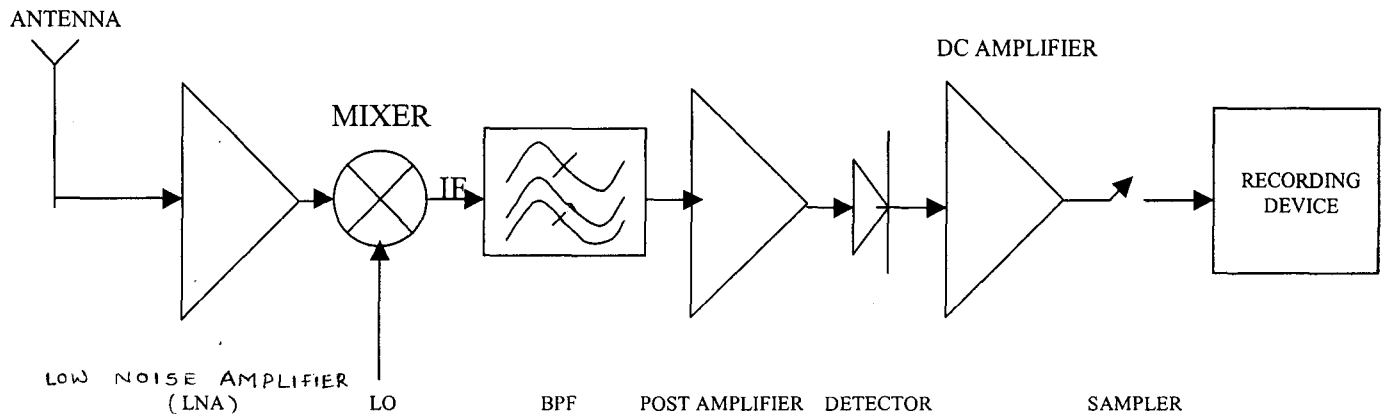 ANTENNA
DC AMPLIFIER
MIXER
IF
RECORDING
DEVICE
LOW NOISE AMPLIFIER
(LNA)
LO
BPF
POST AMPLIFIER
DETECTOR
SAMPLER